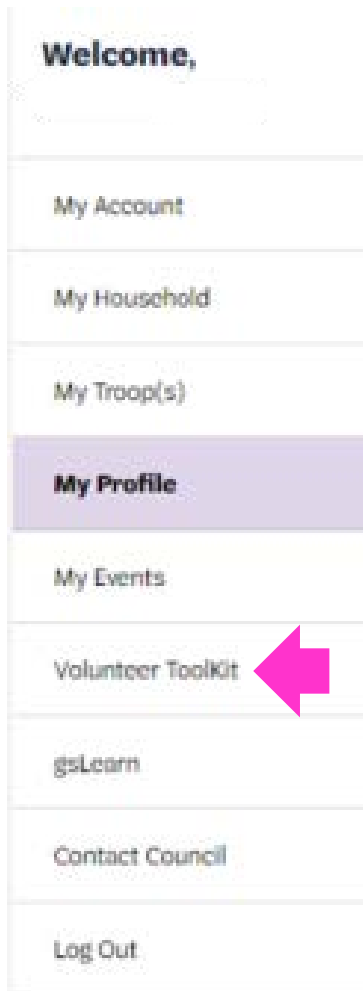 Welcome,
My Account
My Household
My Troop(s)
My Profile
My Events
Volunteer ToolKit
gsLearn
Contact Council
Log Out